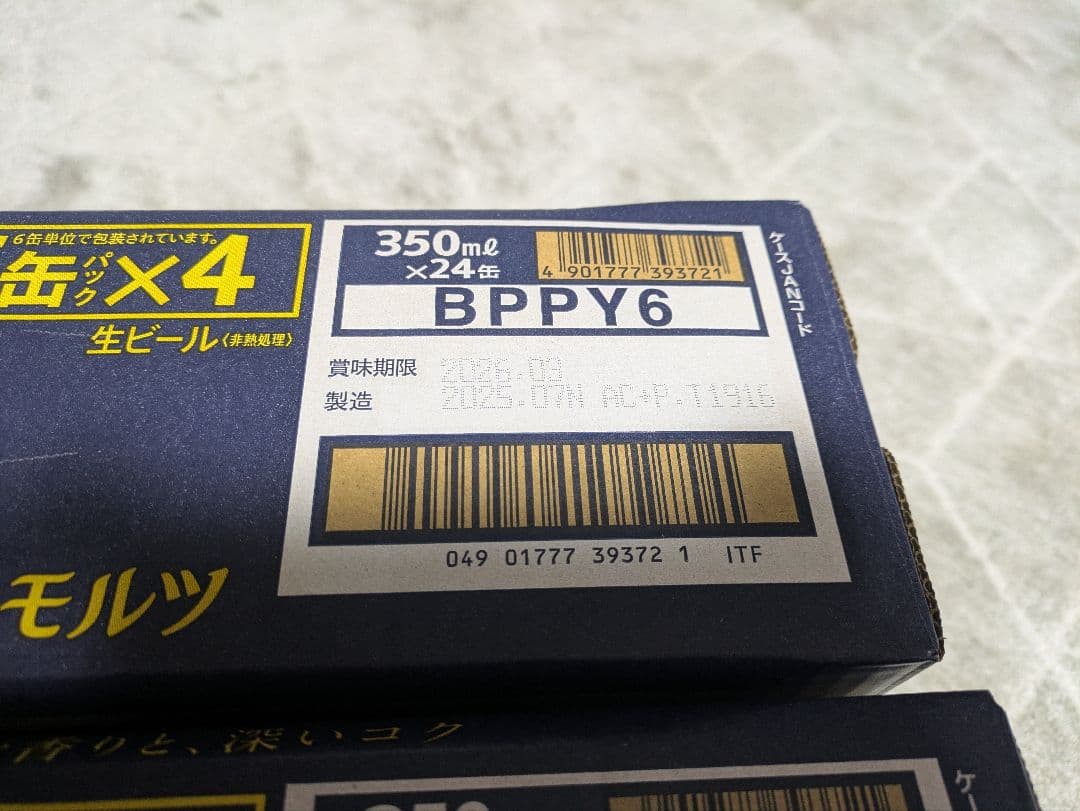 6缶単位で包装されています。
缶パック×4
生ビール〈非熱処理〉
モルツ
350ml
×24缶
4 901777 393721
BPPY6
ケースJANコード
賞味期限 2026.03
製造 2025.07N AC+P.T1916
049 01777 39372 1 ITF
香りと、深いコク
350
ケー